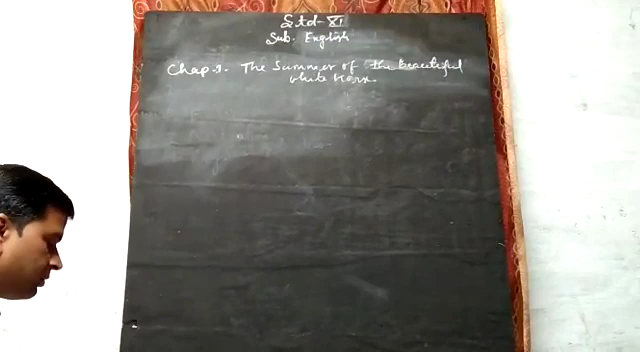 Std-XI
Sub. English
Chap.1. The Summer of the beautiful
white Horse.